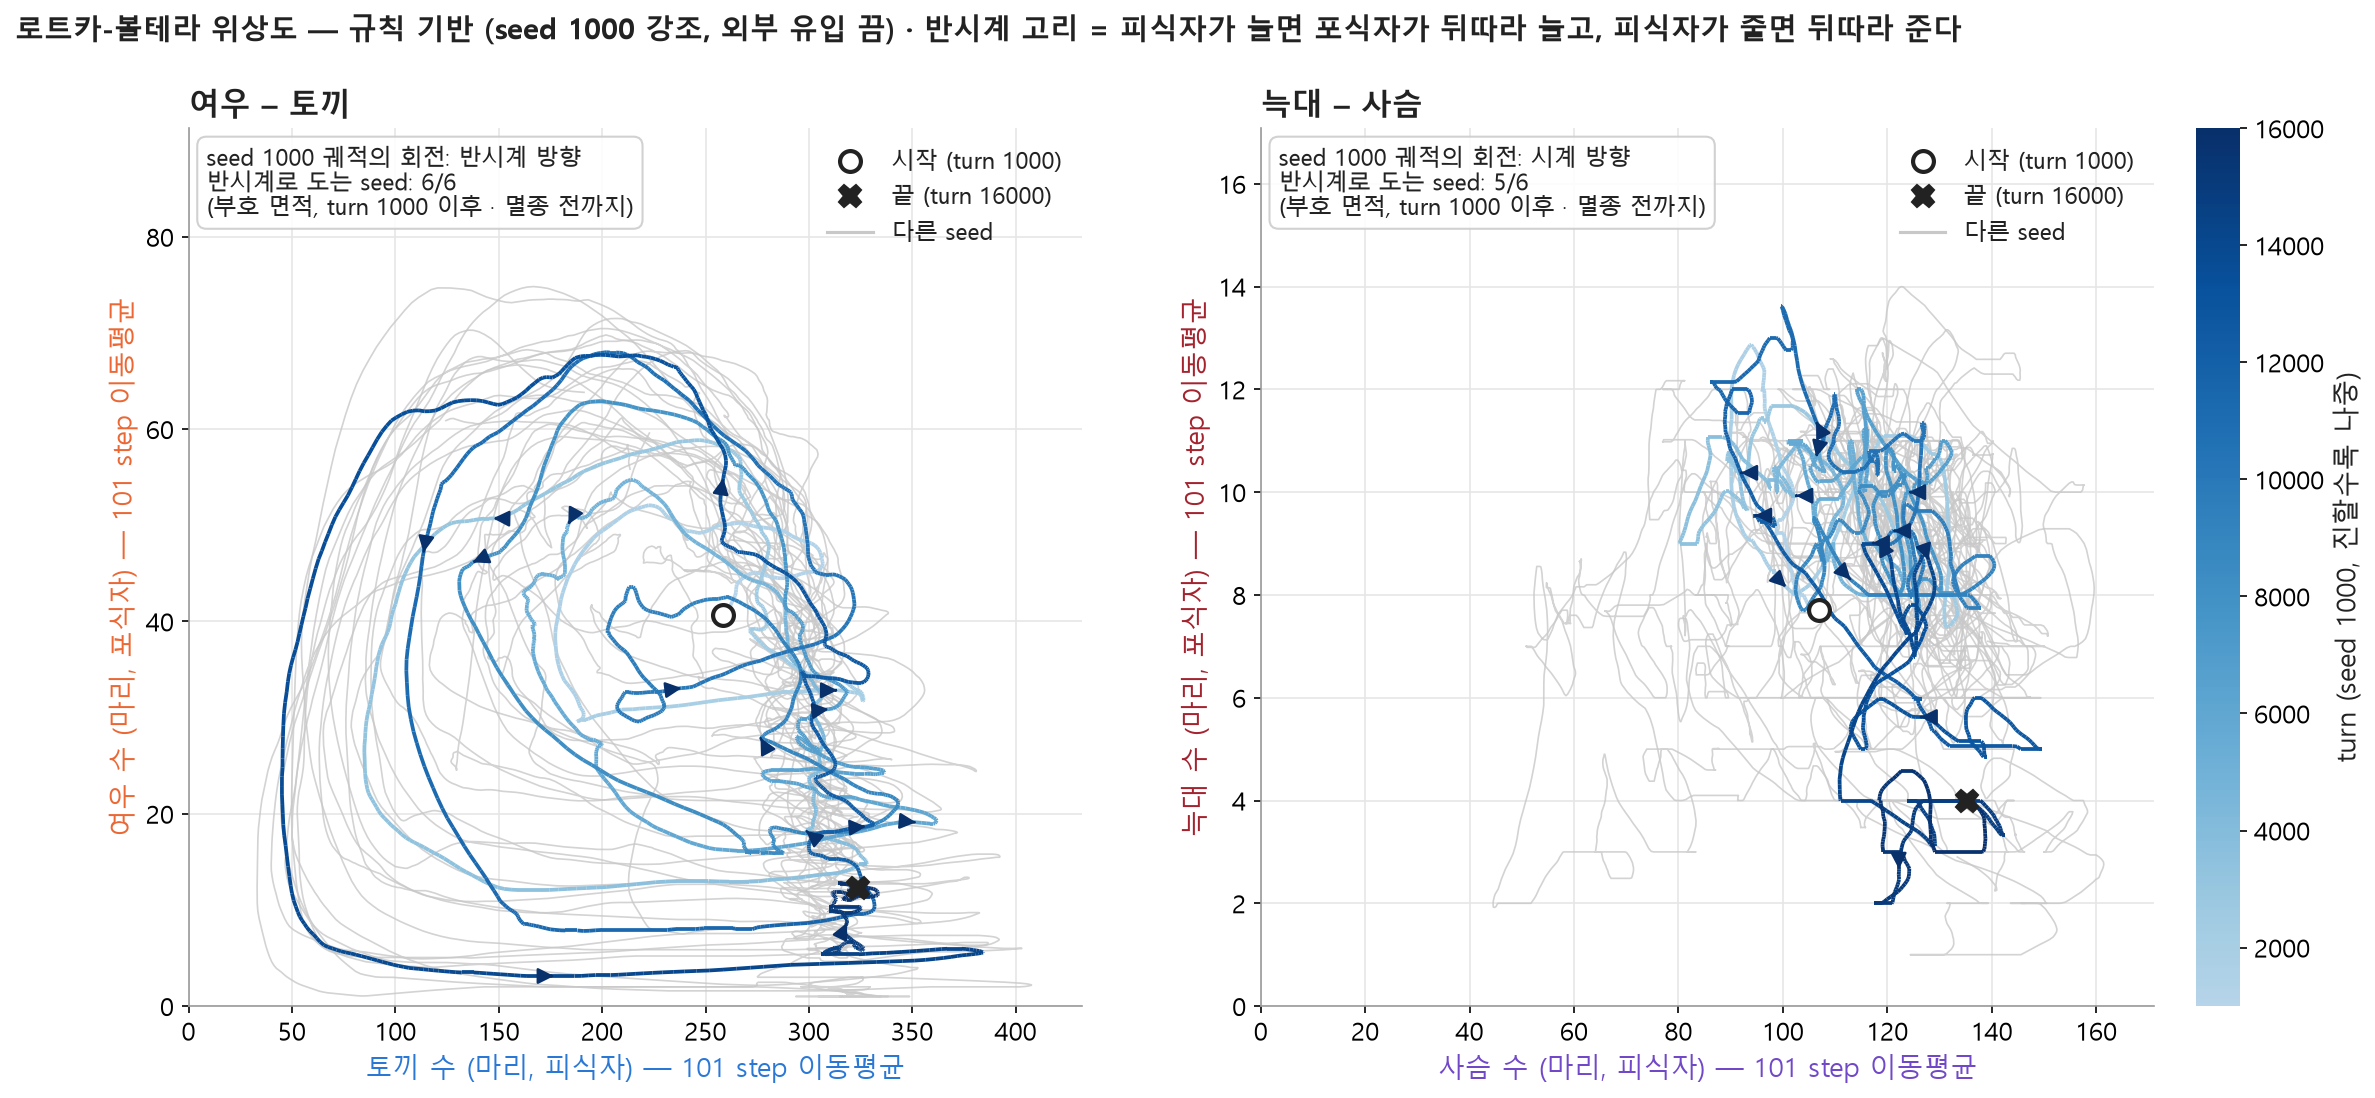 로트카-볼테라 위상도 — 규칙 기반 (seed 1000 강조, 외부 유입 끔) · 반시계 고리 = 피식자가 늘면 포식자가 뒤따라 늘고, 피식자가 줄면 뒤따라 준다
여우 – 토끼
seed 1000 궤적의 회전: 반시계 방향
반시계로 도는 seed: 6/6
(부호 면적, turn 1000 이후 · 멸종 전까지)
시작 (turn 1000)
끝 (turn 16000)
다른 seed
여우 수 (마리, 포식자) — 101 step 이동평균
80
60
40
20
0
0 50 100 150 200 250 300 350 400
토끼 수 (마리, 피식자) — 101 step 이동평균
늑대 – 사슴
seed 1000 궤적의 회전: 시계 방향
반시계로 도는 seed: 5/6
(부호 면적, turn 1000 이후 · 멸종 전까지)
시작 (turn 1000)
끝 (turn 16000)
다른 seed
늑대 수 (마리, 포식자) — 101 step 이동평균
16
14
12
10
8
6
4
2
0
0 20 40 60 80 100 120 140 160
사슴 수 (마리, 피식자) — 101 step 이동평균
16000
14000
12000
10000
8000
6000
4000
2000
turn (seed 1000, 진할수록 나중)